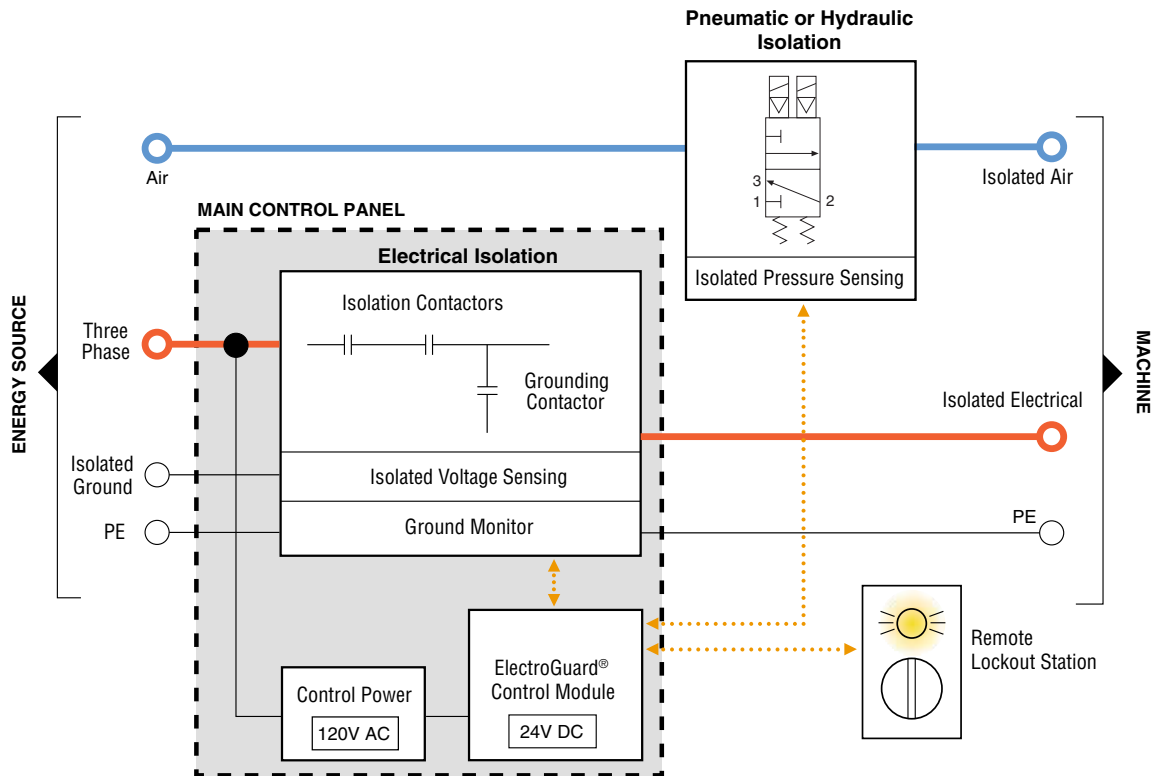 Pneumatic or Hydraulic
Isolation
Air
Isolated Air
3
1
2
Isolated Pressure Sensing
MAIN CONTROL PANEL
Electrical Isolation
Isolation Contactors
Grounding
Contactor
Three
Phase
ENERGY SOURCE
MACHINE
Isolated Electrical
Isolated
Ground
Isolated Voltage Sensing
PE
Ground Monitor
PE
ElectroGuard®
Control Module
24V DC
Control Power
120V AC
Remote
Lockout Station